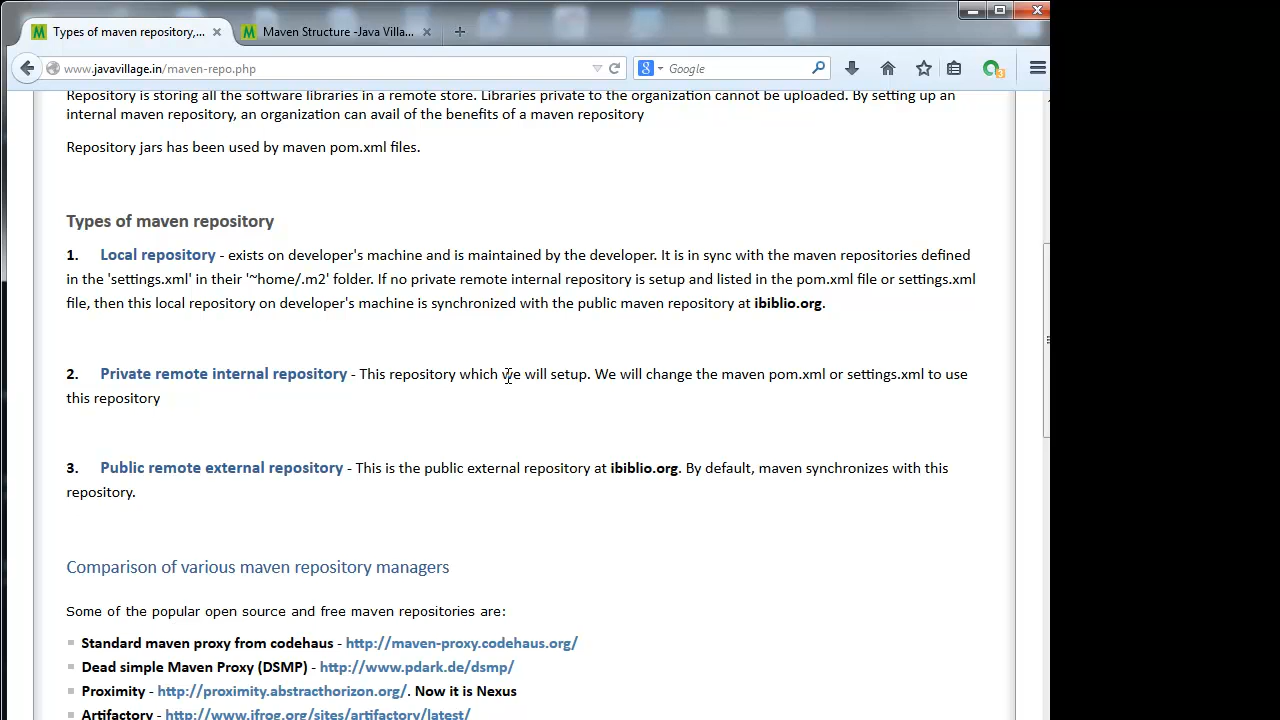 Types of maven repository,...
Maven Structure -Java Villa...
www.javavillage.in/maven-repo.php
Google
3
Repository is storing all the software libraries in a remote store. Libraries private to the organization cannot be uploaded. By setting up an
internal maven repository, an organization can avail of the benefits of a maven repository
Repository jars has been used by maven pom.xml files.
Types of maven repository
1. Local repository - exists on developer's machine and is maintained by the developer. It is in sync with the maven repositories defined
in the 'settings.xml' in their '~home/.m2' folder. If no private remote internal repository is setup and listed in the pom.xml file or settings.xml
file, then this local repository on developer's machine is synchronized with the public maven repository at ibiblio.org.
2. Private remote internal repository - This repository which we will setup. We will change the maven pom.xml or settings.xml to use
this repository
3. Public remote external repository - This is the public external repository at ibiblio.org. By default, maven synchronizes with this
repository.
Comparison of various maven repository managers
Some of the popular open source and free maven repositories are:
Standard maven proxy from codehaus - http://maven-proxy.codehaus.org/
Dead simple Maven Proxy (DSMP) - http://www.pdark.de/dsmp/
Proximity - http://proximity.abstracthorizon.org/. Now it is Nexus
Artifactory - http://www.jfrog.org/sites/artifactory/latest/